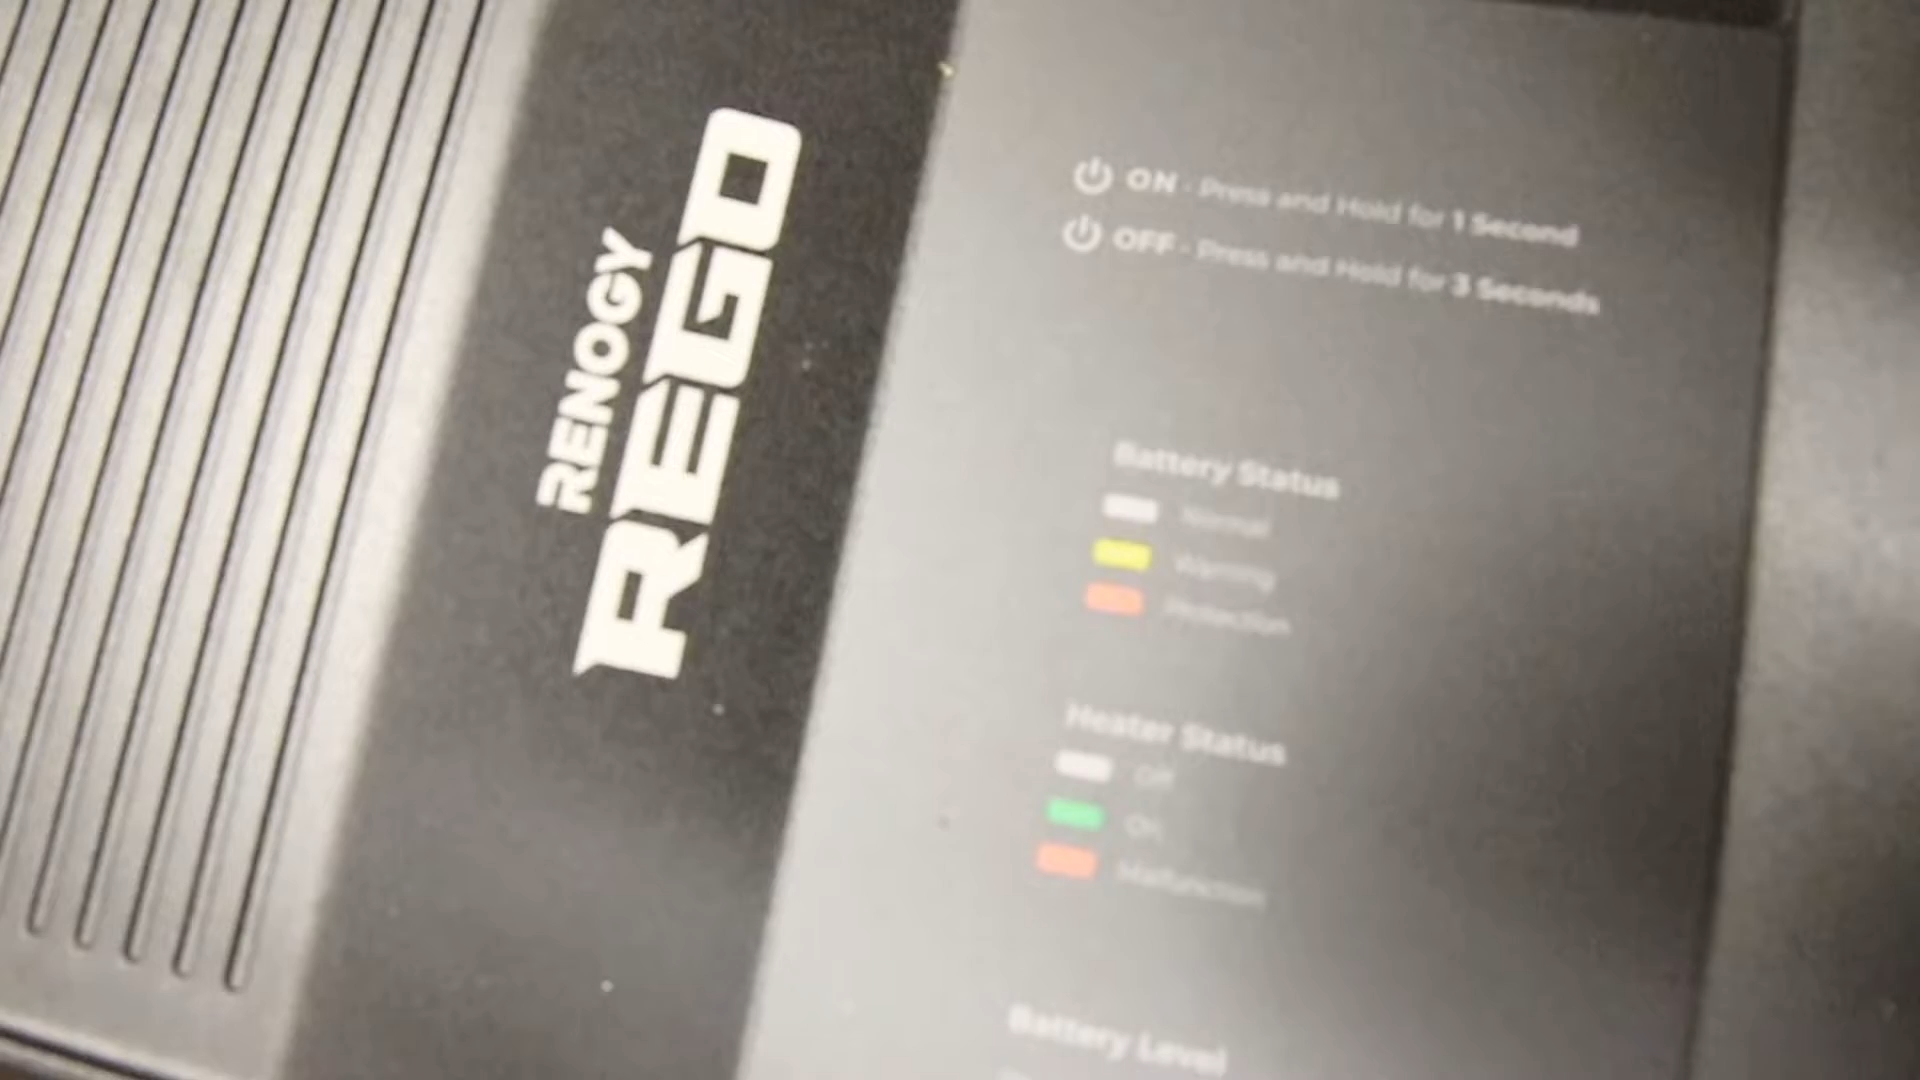 RENOGY
REGO
ON - Press and Hold for 1 Second
OFF - Press and Hold for 3 Seconds
Battery Status
Normal
Warning
Protection
Heater Status
Off
On
Malfunction
Battery Level